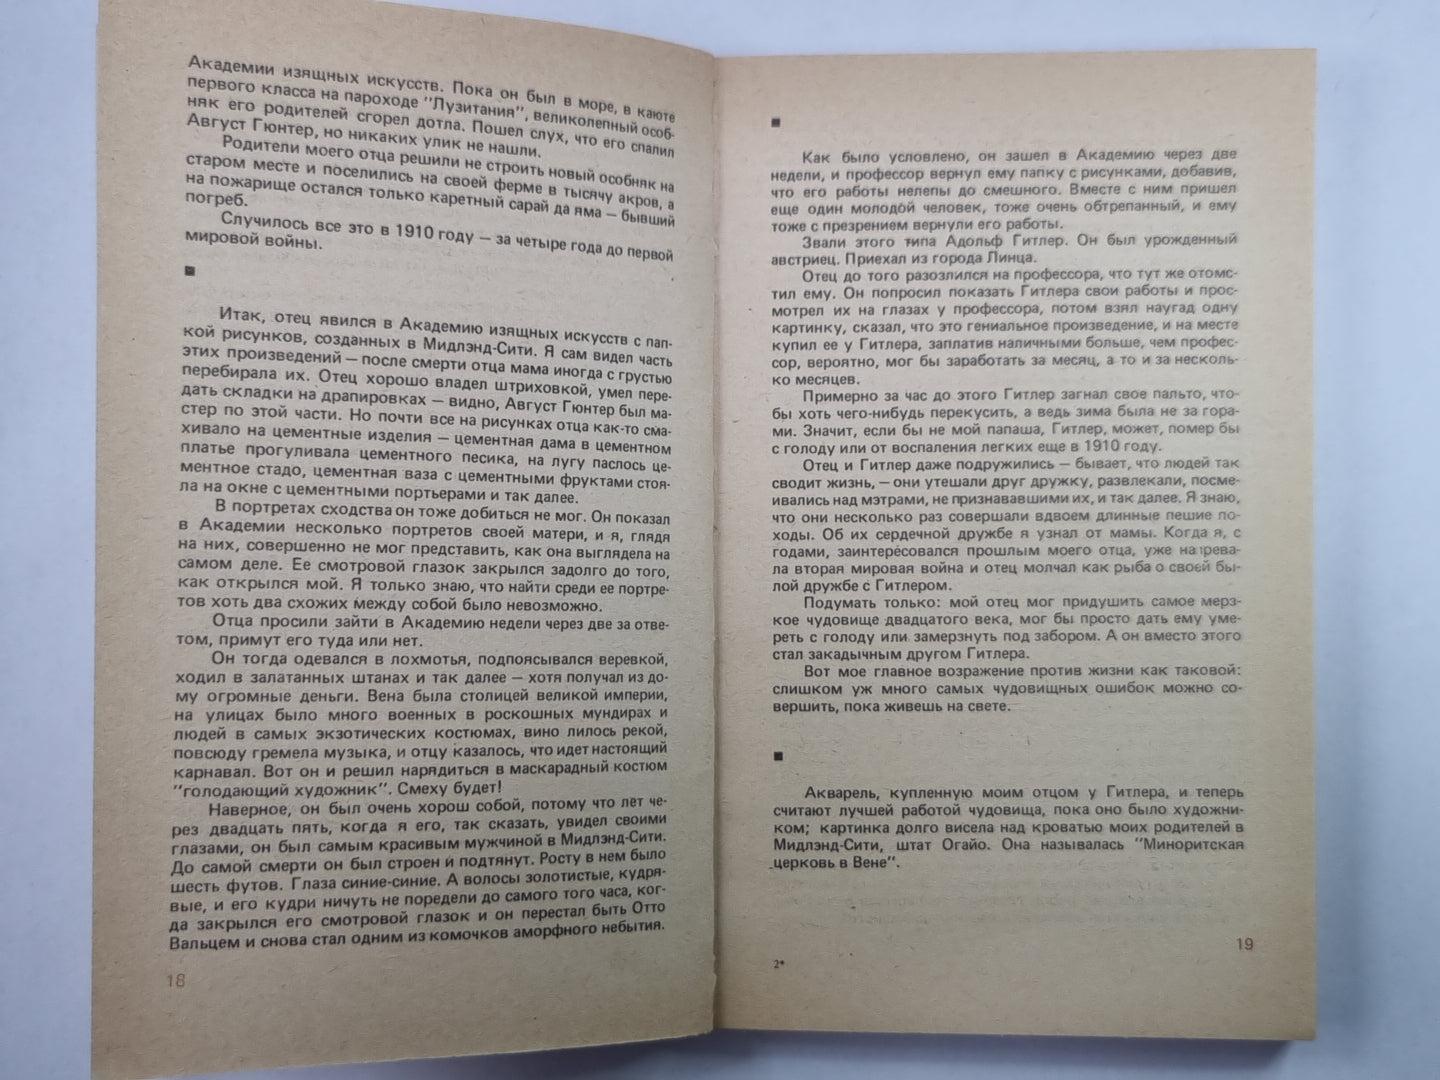 Академии изящных искусств. Пока он был в море, в каюте
первого класса на пароходе "Лузитания", великолепный особ-
няк его родителей сгорел дотла. Пошел слух, что его спалил
Август Гюнтер, но никаких улик не нашли.
Родители моего отца решили не строить новый особняк на
старом месте и поселились на своей ферме в тысячу акров, а
на пожарище остался только каретный сарай да яма — бывший
погреб.
Случилось все это в 1910 году — за четыре года до первой
мировой войны.
Итак, отец явился в Академию изящных искусств с пап-
кой рисунков, созданных в Мидлэнд-Сити. Я сам видел часть
этих произведений — после смерти отца мама иногда с грустью
перебирала их. Отец хорошо владел штриховкой, умел пере-
дать складки на драпировках — видно, Август Гюнтер был ма-
стер по этой части. Но почти все на рисунках отца как-то сма-
хивало на цементные изделия — цементная дама в цементном
платье прогуливала цементного песика, на лугу паслось це-
ментное стадо, цементная ваза с цементными фруктами стоя-
ла на окне с цементными портьерами и так далее.
В портретах сходства он тоже добиться не мог. Он показал
в Академии несколько портретов своей матери, и я, глядя
на них, совершенно не мог представить, как она выглядела на
самом деле. Ее смотровой глазок закрылся задолго до того,
как открылся мой. Я только знаю, что найти среди ее портре-
тов хоть два схожих между собой было невозможно.
Отца просили зайти в Академию недели через две за отве-
том, примут его туда или нет.
Он тогда одевался в лохмотья, подпоясывался веревкой,
ходил в залатанных штанах и так далее — хотя получал из до-
му огромные деньги. Вена была столицей великой империи,
на улицах было много военных в роскошных мундирах и
людей в самых экзотических костюмах, вино лилось рекой,
повсюду гремела музыка, и отцу казалось, что идет настоящий
карнавал. Вот он и решил нарядиться в маскарадный костюм
"голодающий художник". Смеху будет!
Наверное, он был очень хорош собой, потому что лет че-
рез двадцать пять, когда я его, так сказать, увидел своими
глазами, он был самым красивым мужчиной в Мидлэнд-Сити.
До самой смерти он был строен и подтянут. Росту в нем было
шесть футов. Глаза синие-синие. А волосы золотистые, кудря-
вые, и его кудри ничуть не поредели до самого того часа, ког-
да закрылся его смотровой глазок и он перестал быть Отто
Вальцем и снова стал одним из комочков аморфного небытия.
18
Как было условлено, он зашел в Академию через две
недели, и профессор вернул ему папку с рисунками, добавив,
что его работы нелепы до смешного. Вместе с ним пришел
еще один молодой человек, тоже очень обтрепанный, и ему
тоже с презрением вернули его работы.
Звали этого типа Адольф Гитлер. Он был урожденный
австриец. Приехал из города Линца.
Отец до того разозлился на профессора, что тут же отомс-
тил ему. Он попросил показать Гитлера свои работы и прос-
мотрел их на глазах у профессора, потом взял наугад одну
картинку, сказал, что это гениальное произведение, и на месте
купил ее у Гитлера, заплатив наличными больше, чем профес-
сор, вероятно, мог бы заработать за месяц, а то и за несколь-
ко месяцев.
Примерно за час до этого Гитлер загнал свое пальто, что-
бы хоть чего-нибудь перекусить, а ведь зима была не за гора-
ми. Значит, если бы не мой папаша, Гитлер, может, помер бы
с голоду или от воспаления легких еще в 1910 году.
Отец и Гитлер даже подружились — бывает, что людей так
сводит жизнь, — они утешали друг дружку, развлекали, посме-
ивались над мэтрами, не признававшими их, и так далее. Я знаю,
что они несколько раз совершали вдвоем длинные пешие по-
ходы. Об их сердечной дружбе я узнал от мамы. Когда я, с
годами, заинтересовался прошлым моего отца, уже назрева-
ла вторая мировая война и отец молчал как рыба о своей бы-
лой дружбе с Гитлером.
Подумать только: мой отец мог придушить самое мерз-
кое чудовище двадцатого века, мог бы просто дать ему уме-
реть с голоду или замерзнуть под забором. А он вместо этого
стал закадычным другом Гитлера.
Вот мое главное возражение против жизни как таковой:
слишком уж много самых чудовищных ошибок можно со-
вершить, пока живешь на свете.
Акварель, купленную моим отцом у Гитлера, и теперь
считают лучшей работой чудовища, пока оно было художни-
ком; картинка долго висела над кроватью моих родителей в
Мидлэнд-Сити, штат Огайо. Она называлась "Миноритская
церковь в Вене".
19
2*